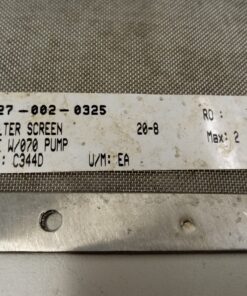 27-002-0325
LTER SCREEN 20-8 RO :
W/070 PUMP Max: 2
: C344D U/M: EA